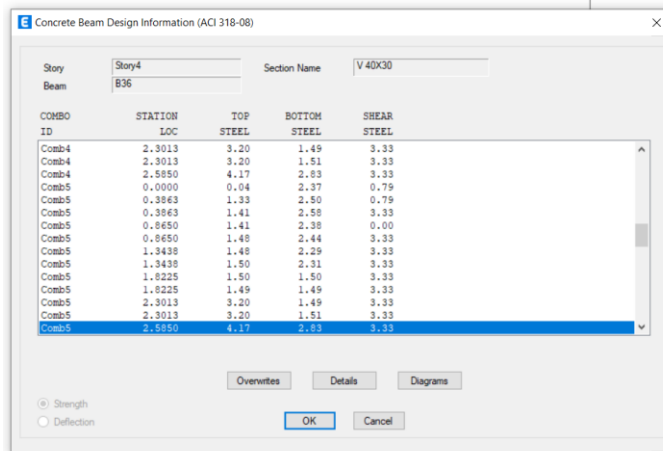 E Concrete Beam Design Information (ACI 318-08)
Story Story4 Section Name V 40X30
Beam B36
COMBO STATION TOP BOTTOM SHEAR
ID LOC STEEL STEEL STEEL
Comb4 2.3013 3.20 1.49 3.33
Comb4 2.3013 3.20 1.51 3.33
Comb4 2.5850 4.17 2.83 3.33
Comb5 0.0000 0.04 2.37 0.79
Comb5 0.3863 1.33 2.50 0.79
Comb5 0.3863 1.41 2.58 3.33
Comb5 0.8650 1.41 2.38 0.00
Comb5 0.8650 1.48 2.44 3.33
Comb5 1.3438 1.48 2.29 3.33
Comb5 1.3438 1.50 2.31 3.33
Comb5 1.8225 1.50 1.50 3.33
Comb5 1.8225 1.49 1.49 3.33
Comb5 2.3013 3.20 1.49 3.33
Comb5 2.3013 3.20 1.51 3.33
Comb5 2.5850 4.17 2.83 3.33
Overwrites Details Diagrams
Strength
Deflection
OK Cancel